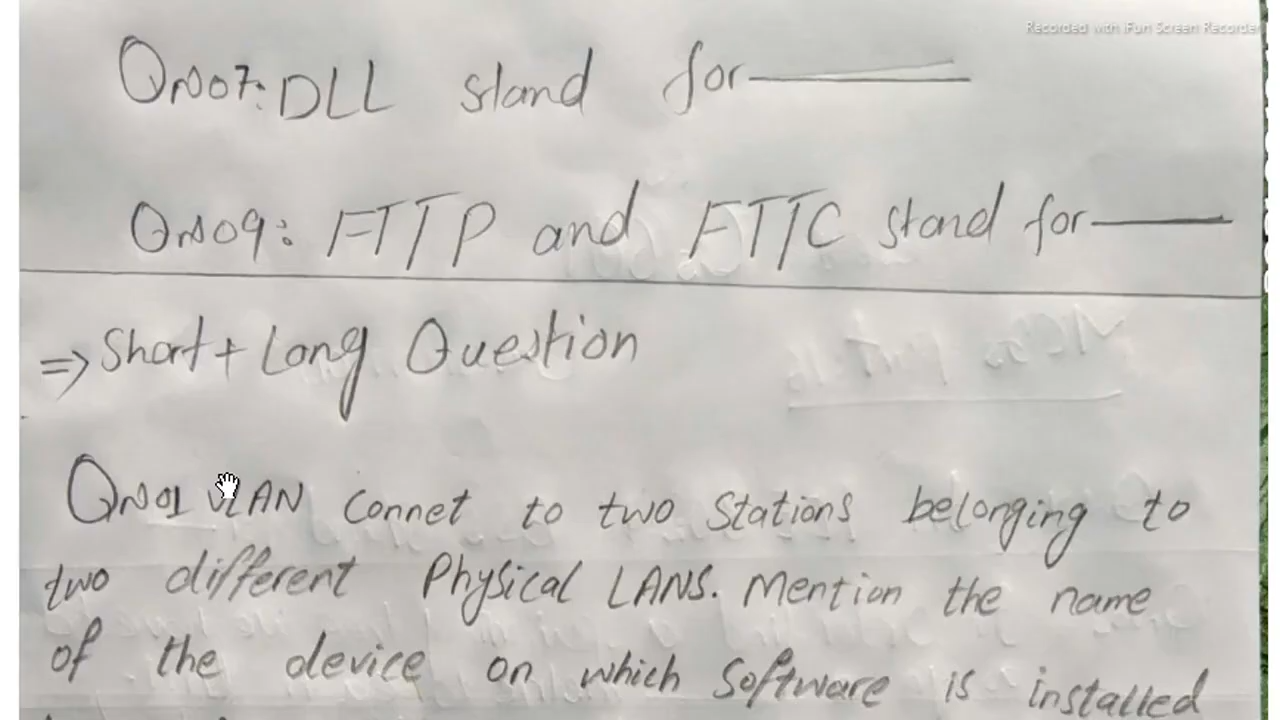 Recorded with iFun Screen Recorder
QNo07: DLL stand for
QNo09: FTTP and FTTC stand for
=> Short + Long Question
QNo01 VLAN Connet to two Stations belonging to
two different Physical LANS. Mention the name
of the device on which Software is installed